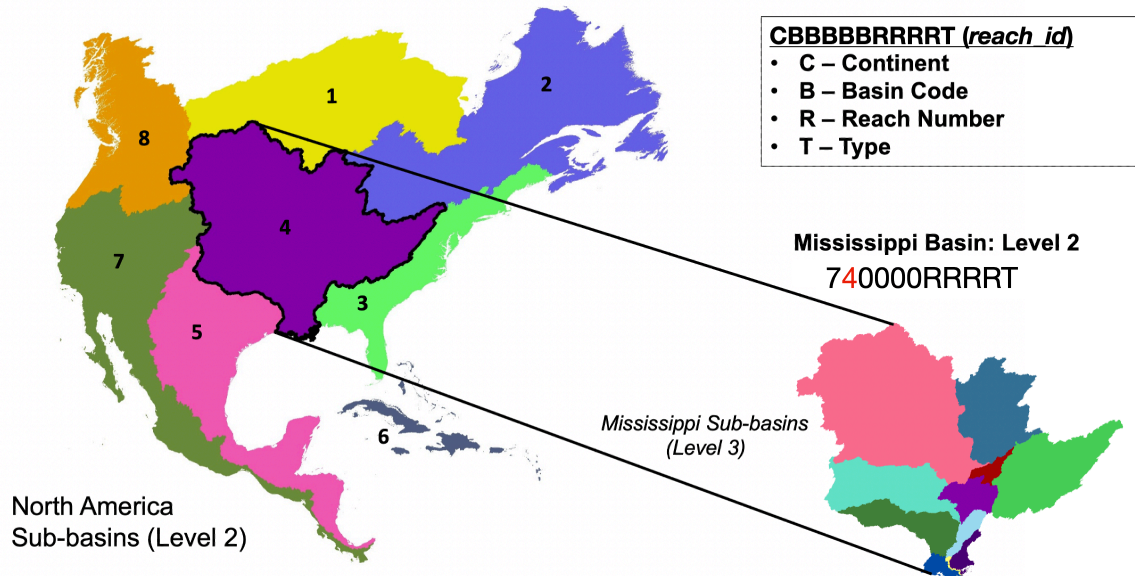 CBBBBBRRRRT (reach_id)
• C – Continent
• B – Basin Code
• R – Reach Number
• T – Type
1
2
8
4
7
3
5
6
Mississippi Basin: Level 2
740000RRRRT
Mississippi Sub-basins
(Level 3)
North America
Sub-basins (Level 2)